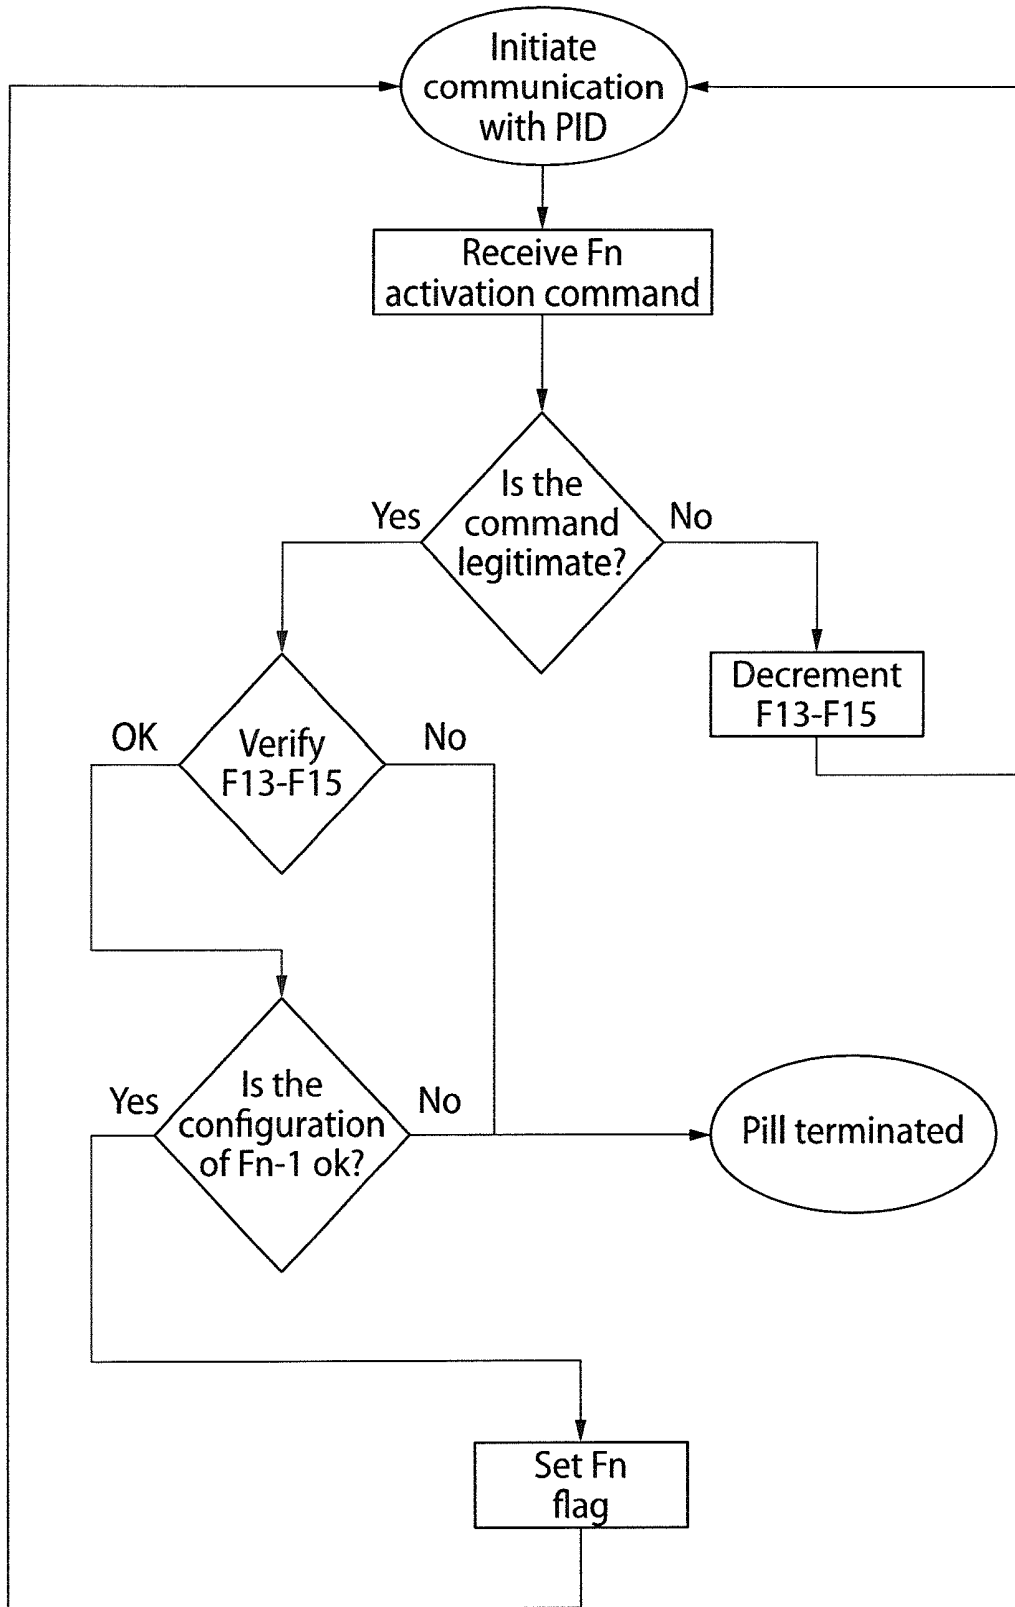 Initiate
communication
with PID
Receive Fn
activation command
Is the
command
legitimate?
Yes
No
Decrement
F13-F15
OK
Verify
F13-F15
No
Is the
configuration
of Fn-1 ok?
Yes
No
Pill terminated
Set Fn
flag